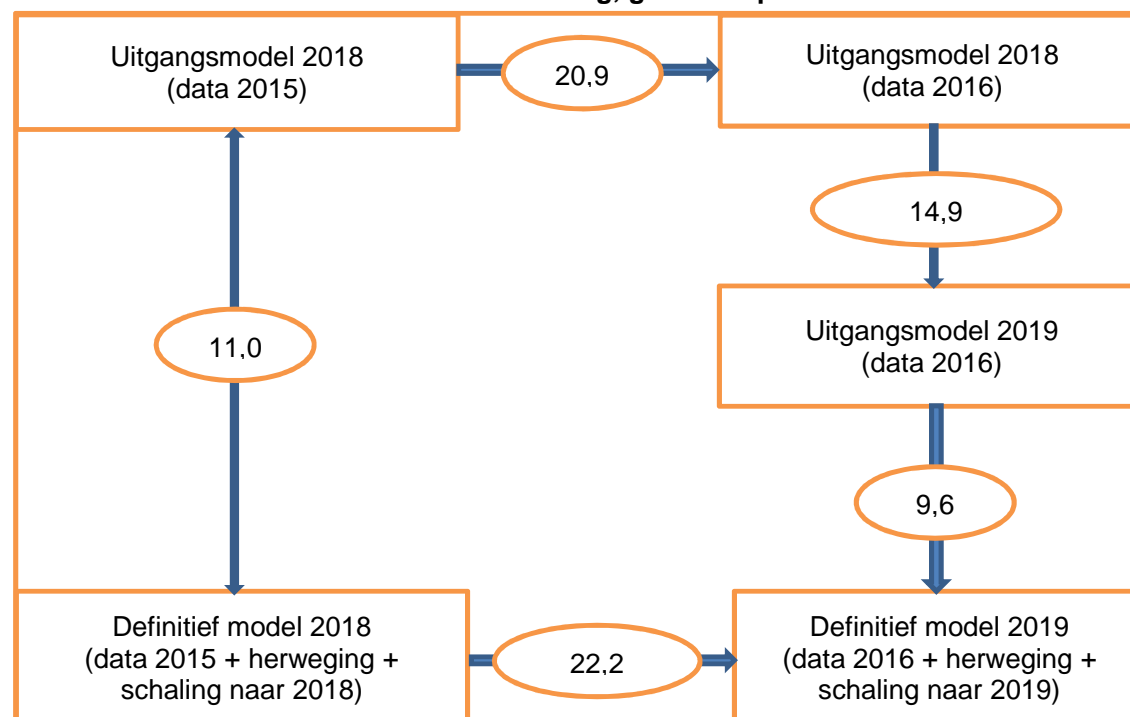 Uitgangsmodel 2018
(data 2015)
20,9
Uitgangsmodel 2018
(data 2016)
14,9
Uitgangsmodel 2019
(data 2016)
11,0
9,6
Definitief model 2018
(data 2015 + herweging +
schaling naar 2018)
22,2
Definitief model 2019
(data 2016 + herweging +
schaling naar 2019)